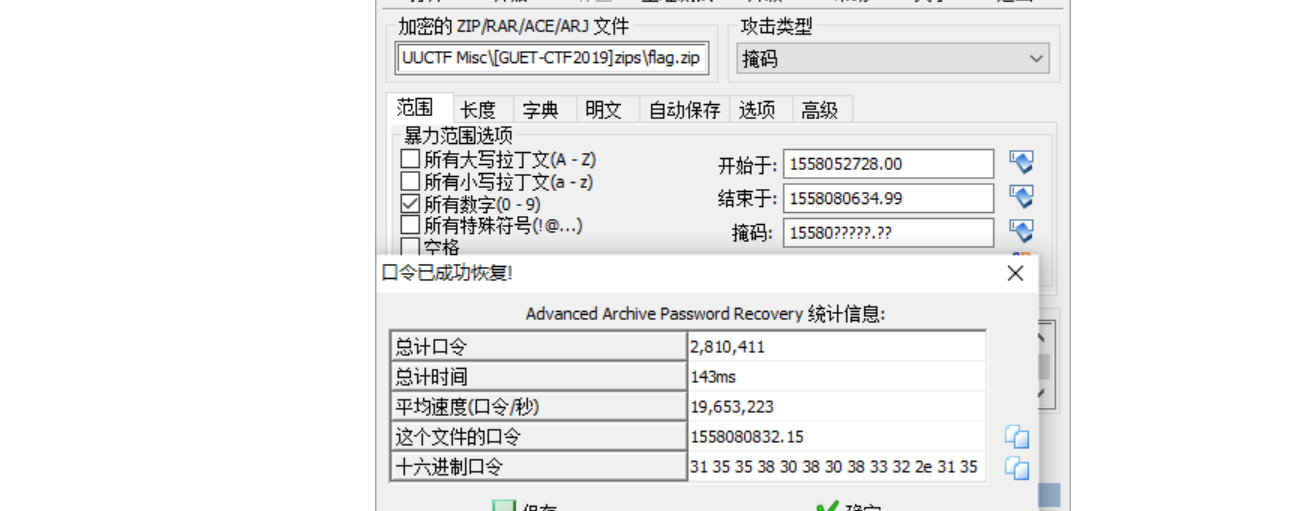 加密的 ZIP/RAR/ACE/ARJ 文件
攻击类型
UUCTF Misc\[GUET-CTF2019]zips\flag.zip
掩码
范围 长度 字典 明文 自动保存 选项 高级
暴力范围选项
所有大写拉丁文(A - Z)
所有小写拉丁文(a - z)
所有数字(0 - 9)
所有特殊符号(!@...)
空格
开始于: 1558052728.00
结束于: 1558080634.99
掩码: 15580?????.??
口令已成功恢复!
Advanced Archive Password Recovery 统计信息:
总计口令 2,810,411
总计时间 143ms
平均速度(口令/秒) 19,653,223
这个文件的口令 1558080832.15
十六进制口令 31 35 35 38 30 38 30 38 33 32 2e 31 35
保存 确定